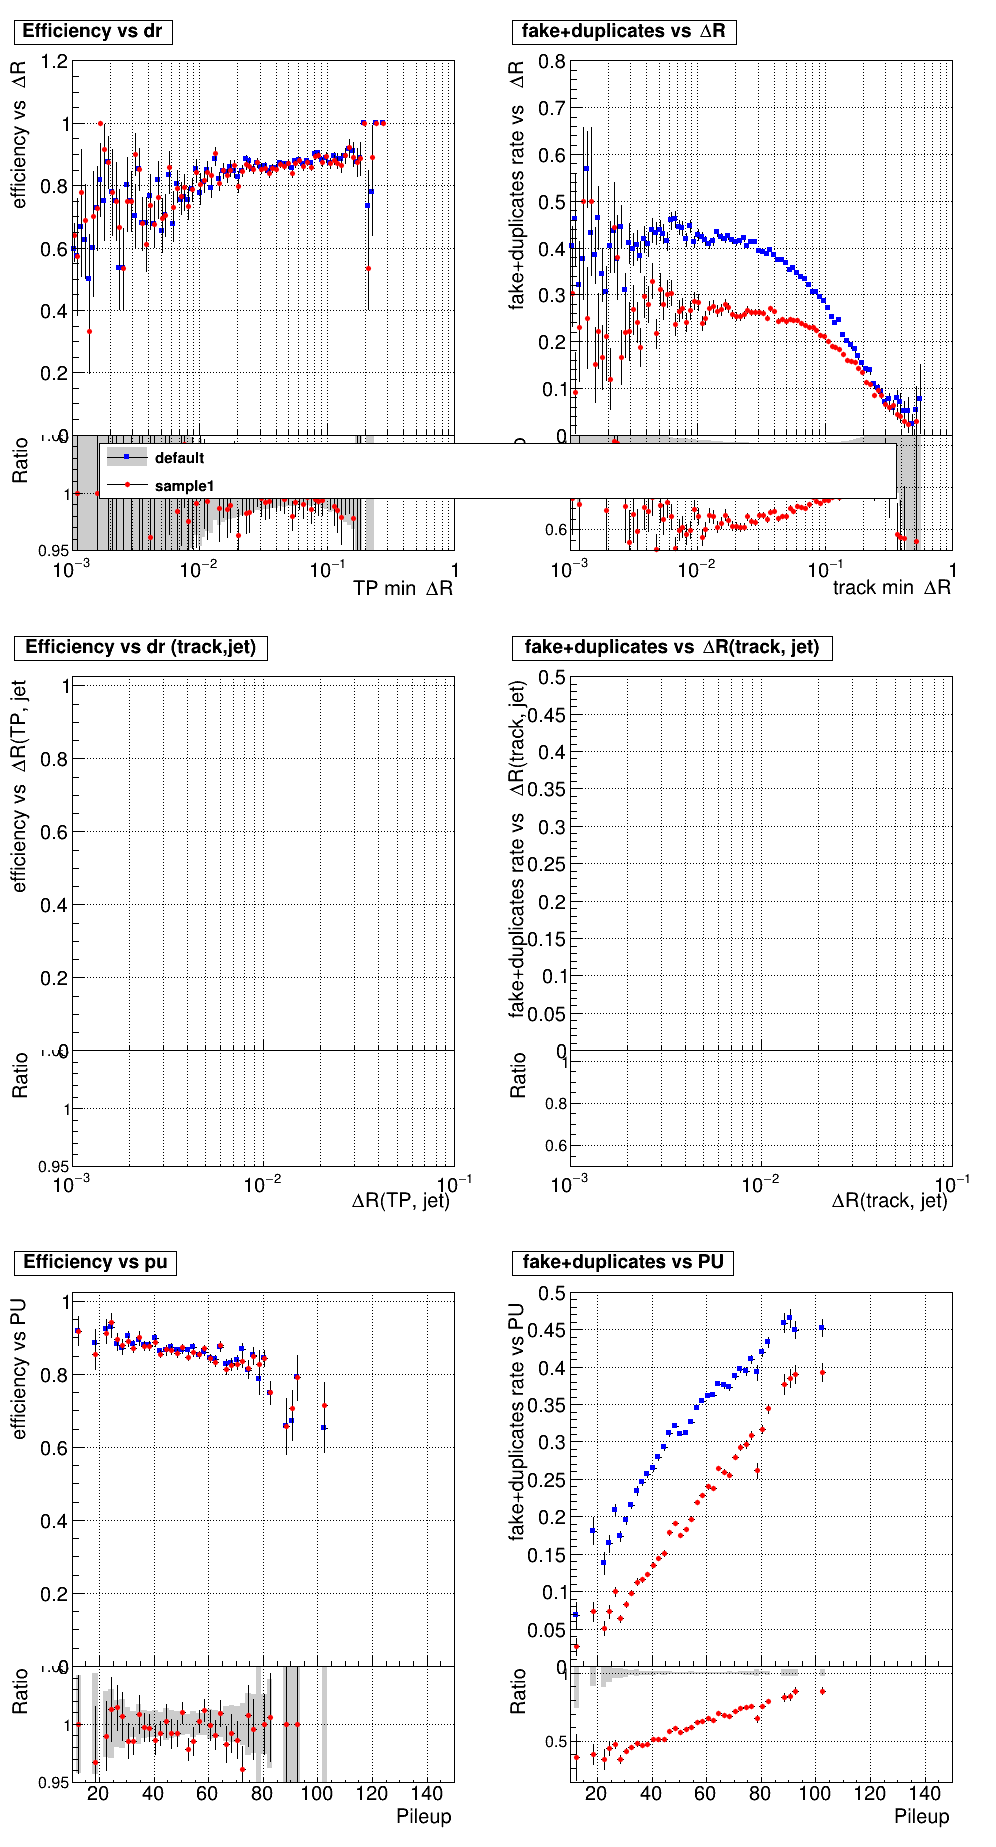 Efficiency vs dr
fake+duplicates vs ΔR
efficiency vs ΔR
1.2
1
0.8
0.6
0.4
0.2
0
fake+duplicates rate vs ΔR
0.8
0.7
0.6
0.5
0.4
0.3
0.2
0.1
Ratio
1
0.95
default
sample1
0.6
10⁻³
10⁻²
10⁻¹
1
TP min ΔR
10⁻³
10⁻²
10⁻¹
1
track min ΔR
Efficiency vs dr (track,jet)
fake+duplicates vs ΔR(track, jet)
efficiency vs ΔR(TP, jet
1
0.8
0.6
0.4
0.2
0
fake+duplicates rate vs ΔR(track, jet)
0.5
0.45
0.4
0.35
0.3
0.25
0.2
0.15
0.1
0.05
0
Ratio
1
0.95
Ratio
1
0.6
10⁻³
10⁻²
10⁻¹
ΔR(TP, jet)
10⁻³
10⁻²
10⁻¹
ΔR(track, jet)
Efficiency vs pu
fake+duplicates vs PU
efficiency vs PU
1
0.8
0.6
0.4
0.2
0
fake+duplicates rate vs PU
0.5
0.45
0.4
0.35
0.3
0.25
0.2
0.15
0.1
0.05
0
Ratio
1
0.95
Ratio
1
0.5
20 40 60 80 100 120 140
Pileup
20 40 60 80 100 120 140
Pileup